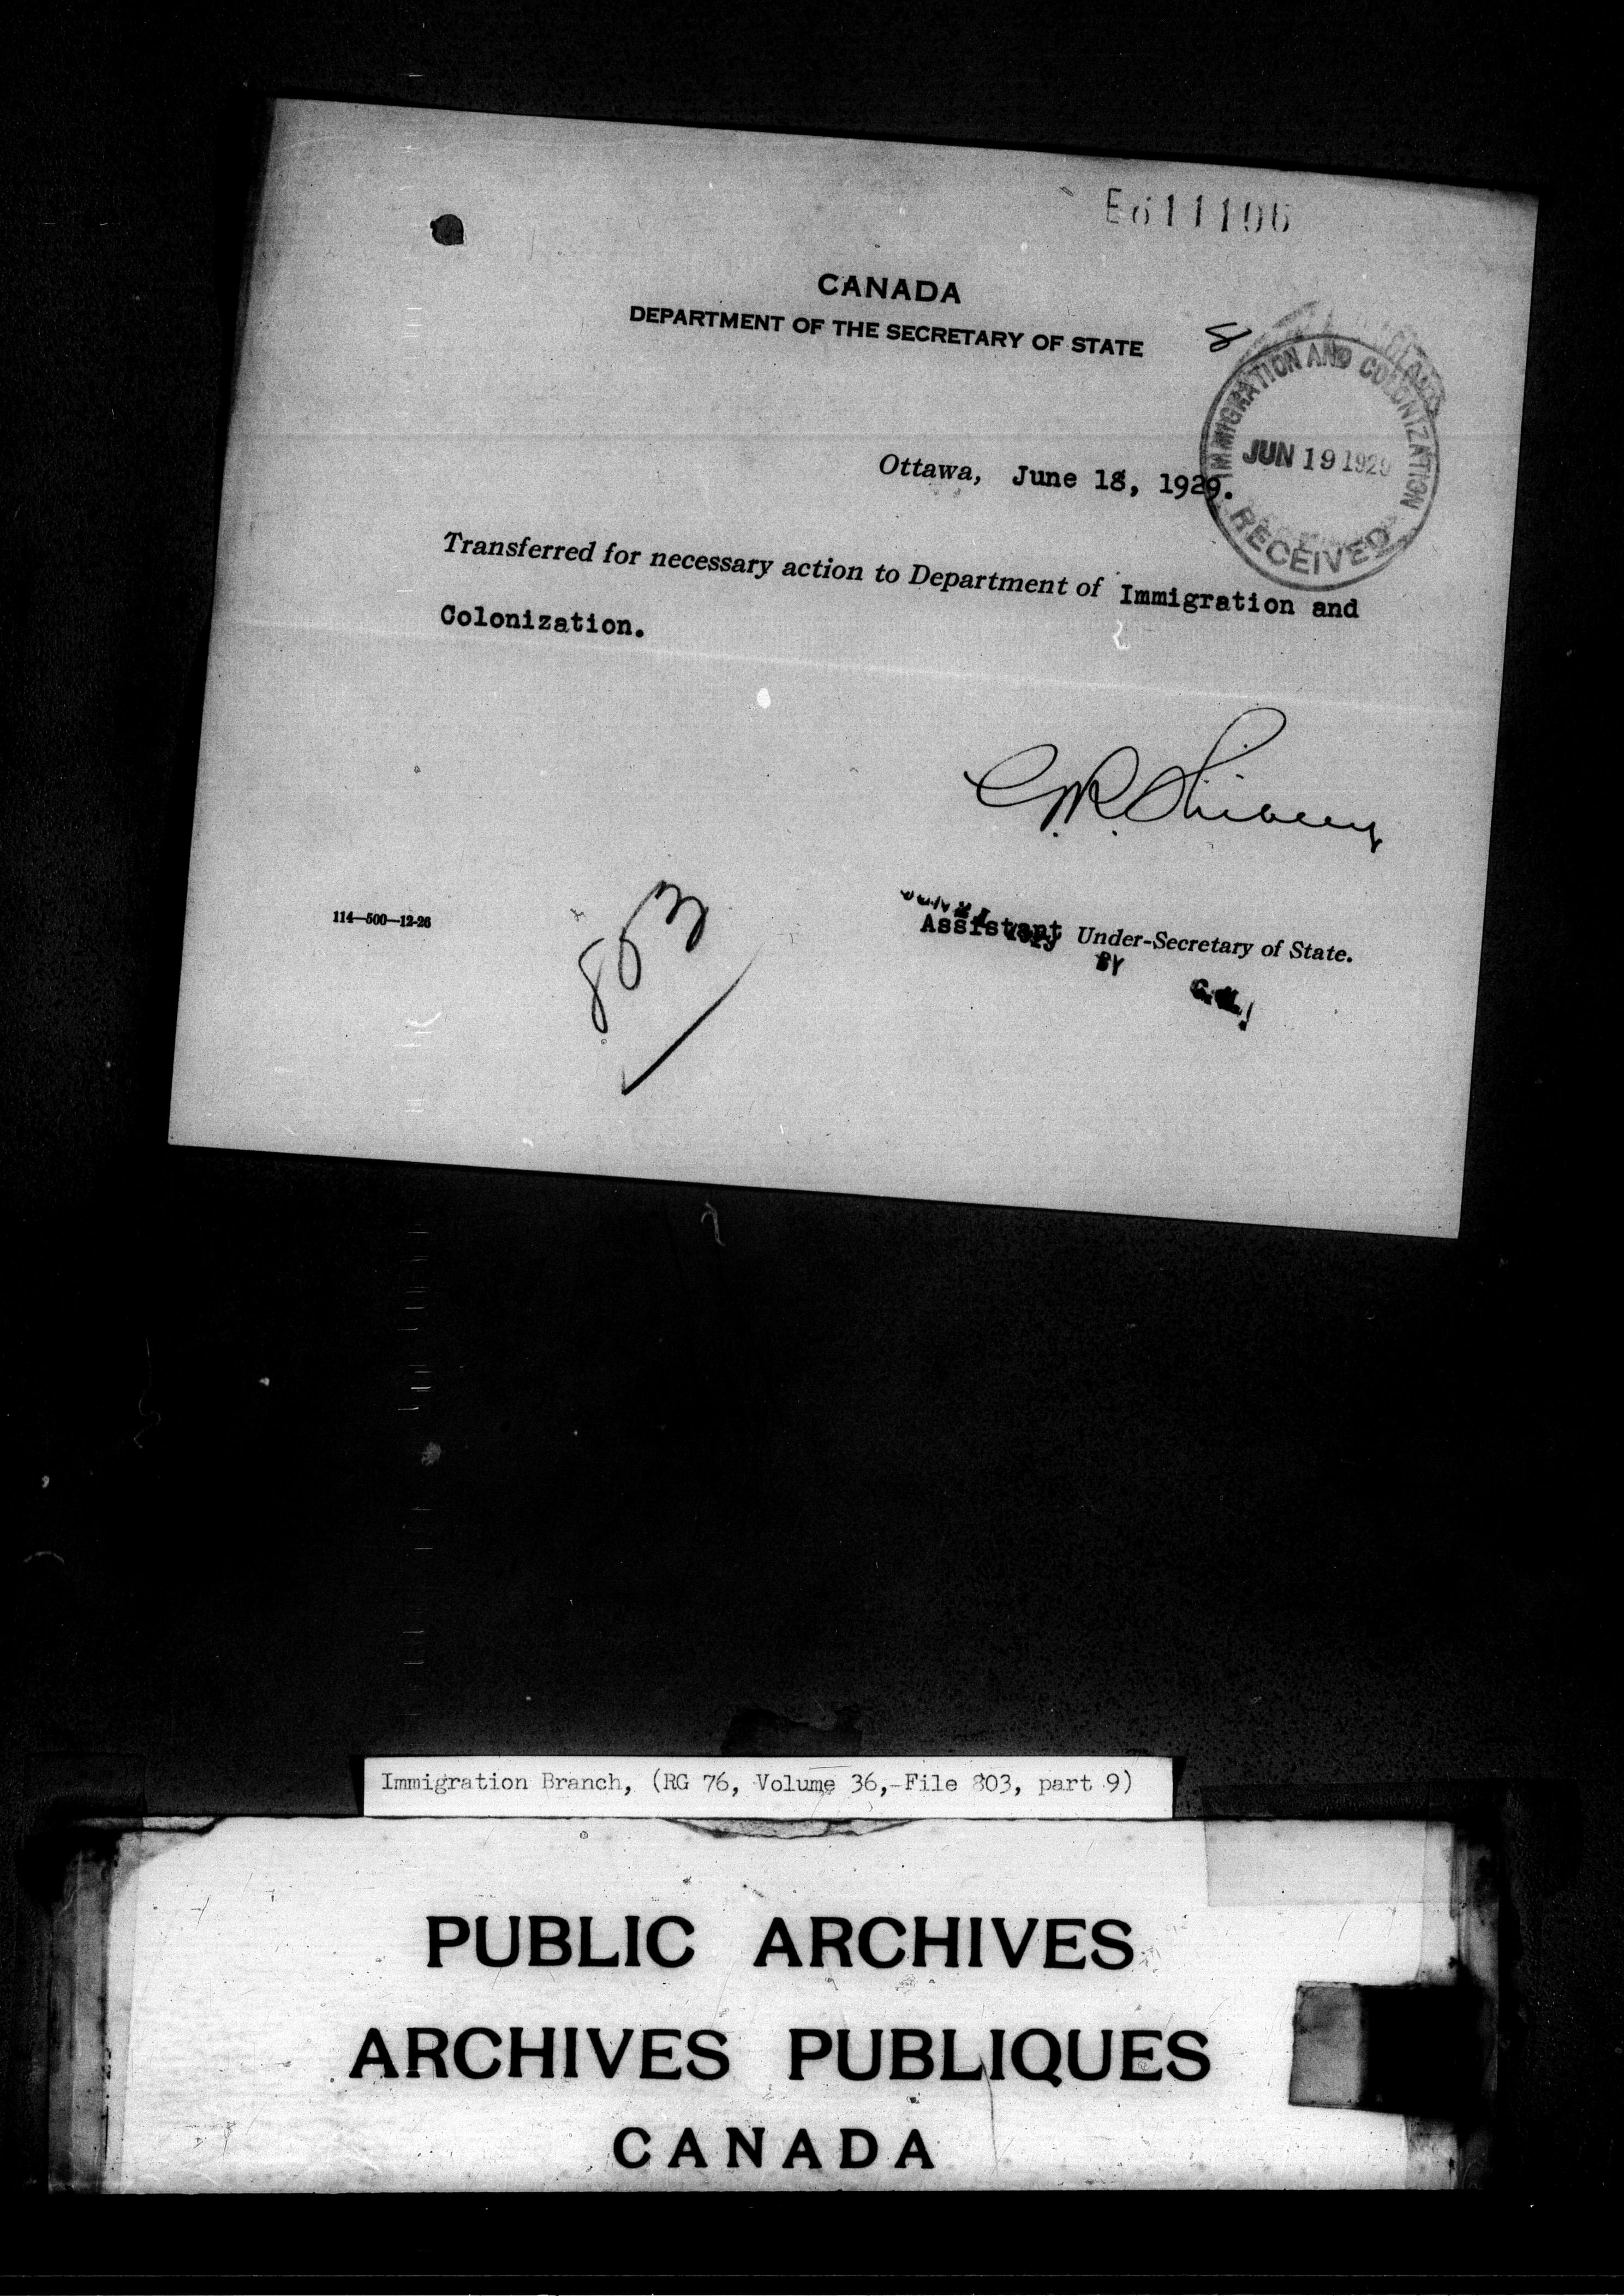 E611106
CANADA
DEPARTMENT OF THE SECRETARY OF STATE
IMMIGRATION AND COLONIZATION
JUN 19 1929
RECEIVED
Ottawa, June 18, 1929.
Transferred for necessary action to Department of Immigration and
Colonization.
114—500—12-26
803
Assistant Under-Secretary of State.
BY
Immigration Branch, (RG 76, Volume 36, File 803, part 9)
PUBLIC ARCHIVES
ARCHIVES PUBLIQUES
CANADA